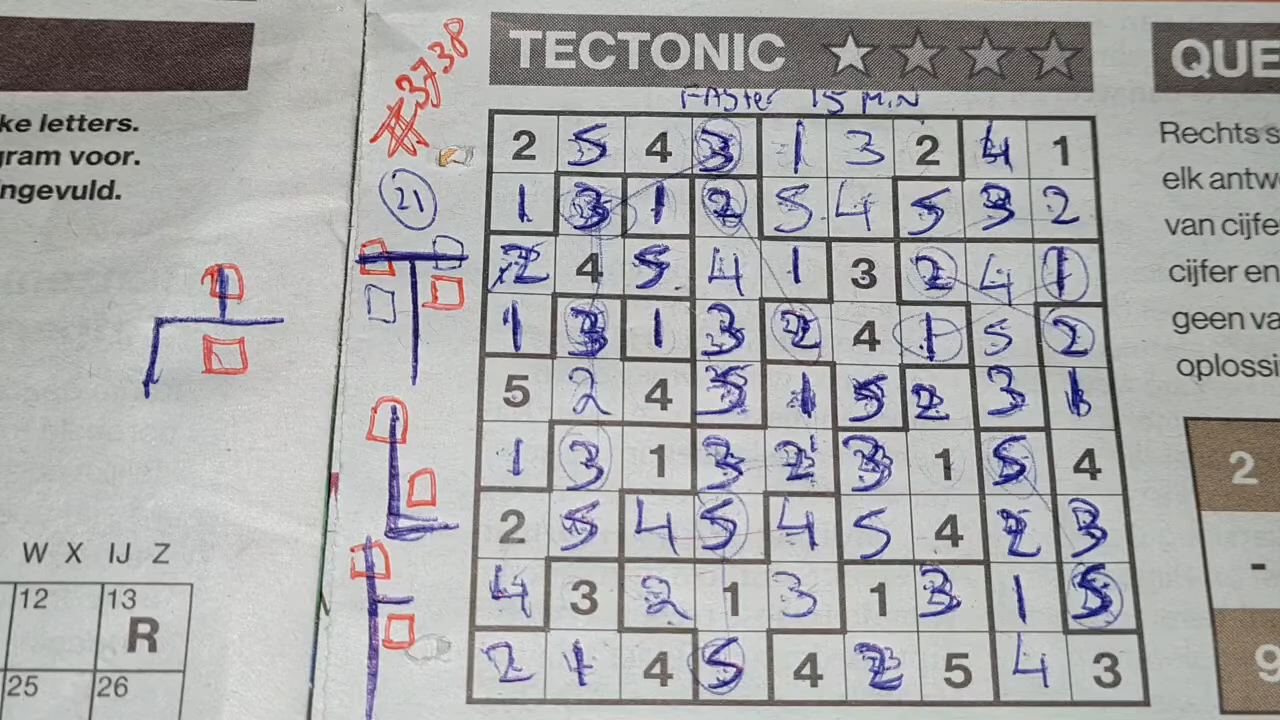 TECTONIC
QUE
#3738
FASter 15 MIN
ke letters.
gram voor.
ingevuld.
21
2 5 4 3 1 3 2 4 1
1 3 1 2 5 4 5 3 2
2 4 5 4 1 3 2 4 1
1 3 1 3 2 4 1 5 2
5 2 4 5 1 5 2 3 1
1 3 1 3 2 3 1 5 4
2 5 4 5 4 5 4 2 3
4 3 2 1 3 1 3 1 5
2 1 4 5 4 2 5 4 3
Rechts s
elk antw
van cijfe
cijfer en
geen va
oplossi
2
-
9
W X IJ Z
12 13
R
25 26